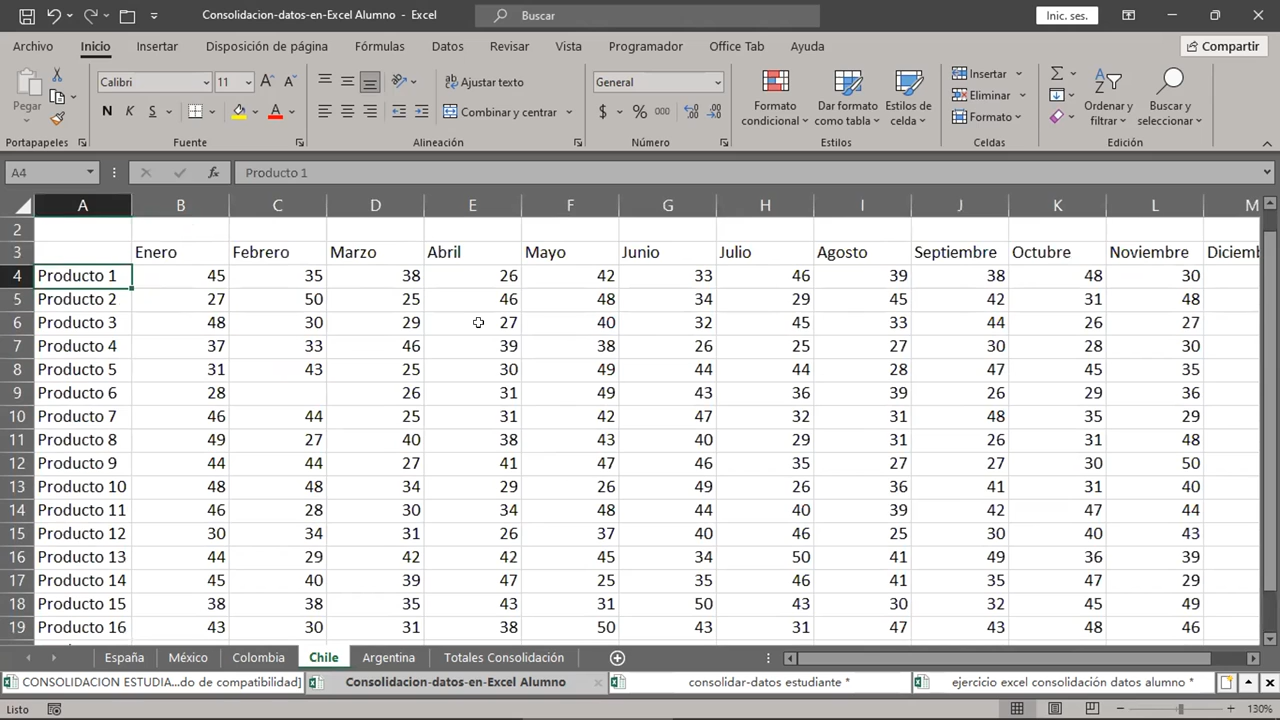 Consolidacion-datos-en-Excel Alumno - Excel
Buscar
Inic. ses.
Archivo Inicio Insertar Disposición de página Fórmulas Datos Revisar Vista Programador Office Tab Ayuda Compartir
Pegar
Calibri 11
N K S
Ajustar texto
Combinar y centrar
General
$ % 000
Formato condicional
Dar formato como tabla
Estilos de celda
Insertar
Eliminar
Formato
Ordenar y filtrar
Buscar y seleccionar
Portapapeles Fuente Alineación Número Estilos Celdas Edición
A4 fx Producto 1
A B C D E F G H I J K L M
2
3 Enero Febrero Marzo Abril Mayo Junio Julio Agosto Septiembre Octubre Noviembre Diciemb
4 Producto 1 45 35 38 26 42 33 46 39 38 48 30
5 Producto 2 27 50 25 46 48 34 29 45 42 31 48
6 Producto 3 48 30 29 27 40 32 45 33 44 26 27
7 Producto 4 37 33 46 39 38 26 25 27 30 28 30
8 Producto 5 31 43 25 30 49 44 44 28 47 45 35
9 Producto 6 28 26 31 49 43 36 39 26 29 36
10 Producto 7 46 44 25 31 42 47 32 31 48 35 29
11 Producto 8 49 27 40 38 43 40 29 31 26 31 48
12 Producto 9 44 44 27 41 47 46 35 27 27 30 50
13 Producto 10 48 48 34 29 26 49 26 36 41 31 40
14 Producto 11 46 28 30 34 48 44 40 39 42 47 44
15 Producto 12 30 34 31 26 37 40 46 25 30 40 43
16 Producto 13 44 29 42 42 45 34 50 41 49 36 39
17 Producto 14 45 40 39 47 25 35 46 41 35 47 29
18 Producto 15 38 38 35 43 31 50 43 30 32 45 49
19 Producto 16 43 30 31 38 50 43 31 47 43 48 46
España México Colombia Chile Argentina Totales Consolidación
CONSOLIDACION ESTUDIA...do de compatibilidad] Consolidacion-datos-en-Excel Alumno consolidar-datos estudiante * ejercicio excel consolidación datos alumno *
Listo 130%